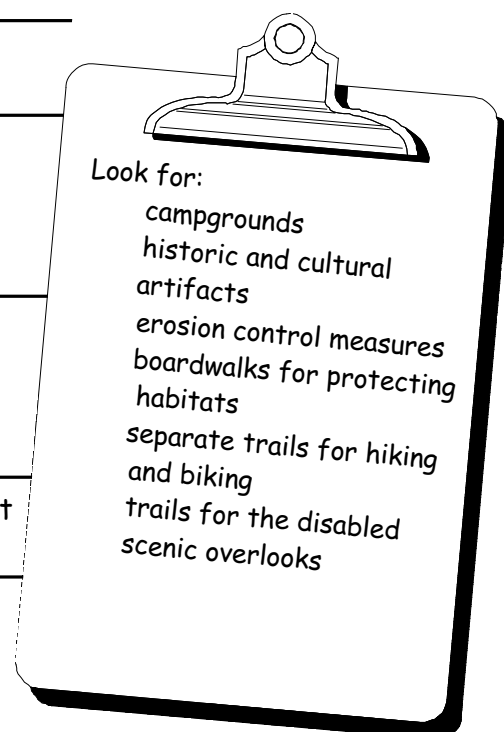 Look for:
campgrounds
historic and cultural
artifacts
erosion control measures
boardwalks for protecting
habitats
separate trails for hiking
and biking
t
trails for the disabled
scenic overlooks